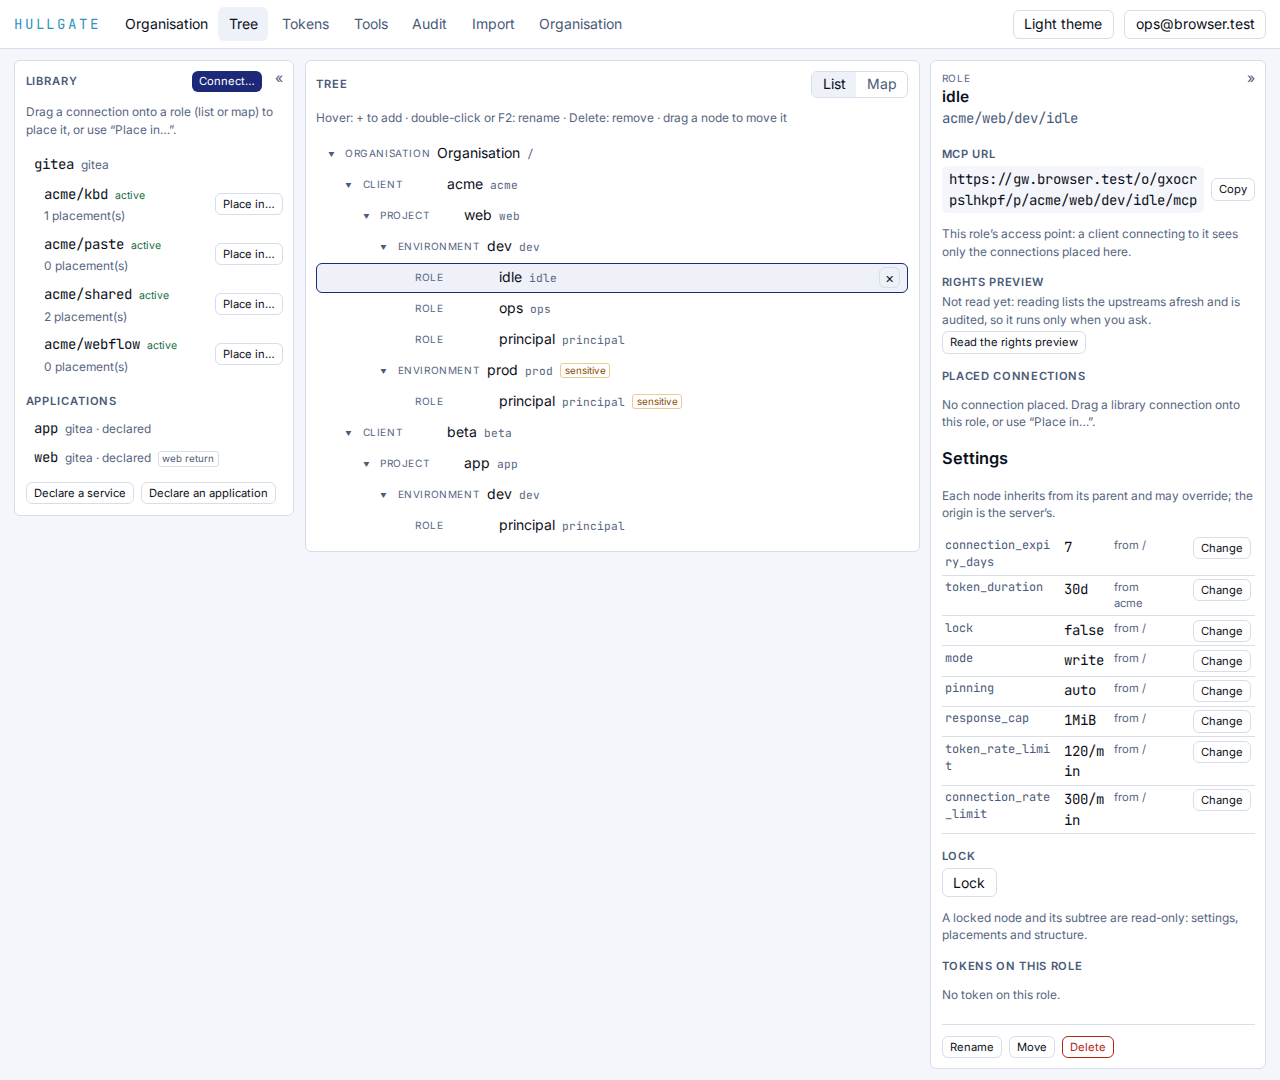 HULLGATE Organisation Tree Tokens Tools Audit Import Organisation Light theme ops@browser.test
LIBRARY Connect... «
Drag a connection onto a role (list or map) to
place it, or use “Place in...”.
gitea gitea
acme/kbd active
1 placement(s)
Place in...
acme/paste active
0 placement(s)
Place in...
acme/shared active
2 placement(s)
Place in...
acme/webflow active
0 placement(s)
Place in...
APPLICATIONS
app gitea · declared
web gitea · declared web return
Declare a service Declare an application
TREE List Map
Hover: + to add · double-click or F2: rename · Delete: remove · drag a node to move it
▾ ORGANISATION Organisation /
▾ CLIENT acme acme
▾ PROJECT web web
▾ ENVIRONMENT dev dev
ROLE idle idle ×
ROLE ops ops
ROLE principal principal
▾ ENVIRONMENT prod prod sensitive
ROLE principal principal sensitive
▾ CLIENT beta beta
▾ PROJECT app app
▾ ENVIRONMENT dev dev
ROLE principal principal
ROLE »
idle
acme/web/dev/idle
MCP URL
https://gw.browser.test/o/gxocr
pslhkpf/p/acme/web/dev/idle/mcp
Copy
This role’s access point: a client connecting to it sees
only the connections placed here.
RIGHTS PREVIEW
Not read yet: reading lists the upstreams afresh and is
audited, so it runs only when you ask.
Read the rights preview
PLACED CONNECTIONS
No connection placed. Drag a library connection onto
this role, or use “Place in...”.
Settings
Each node inherits from its parent and may override; the
origin is the server’s.
connection_expi
ry_days
7 from / Change
token_duration 30d from
acme
Change
lock false from / Change
mode write from / Change
pinning auto from / Change
response_cap 1MiB from / Change
token_rate_limi
t
120/m
in
from / Change
connection_rate
_limit
300/m
in
from / Change
LOCK
Lock
A locked node and its subtree are read-only: settings,
placements and structure.
TOKENS ON THIS ROLE
No token on this role.
Rename Move Delete